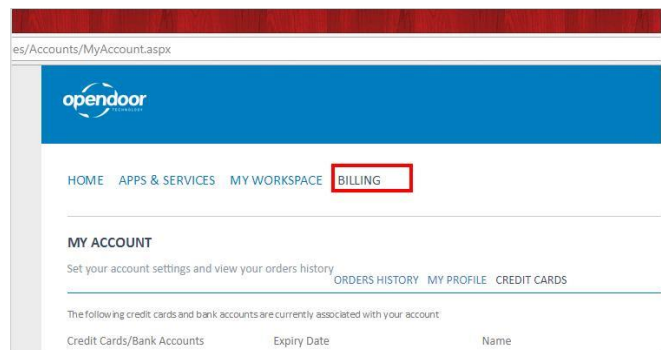 es/Accounts/MyAccount.aspx
opendoor
TECHNOLOGY
HOME APPS & SERVICES MY WORKSPACE BILLING
MY ACCOUNT
Set your account settings and view your orders history
ORDERS HISTORY MY PROFILE CREDIT CARDS
The following credit cards and bank accounts are currently associated with your account
Credit Cards/Bank Accounts Expiry Date Name